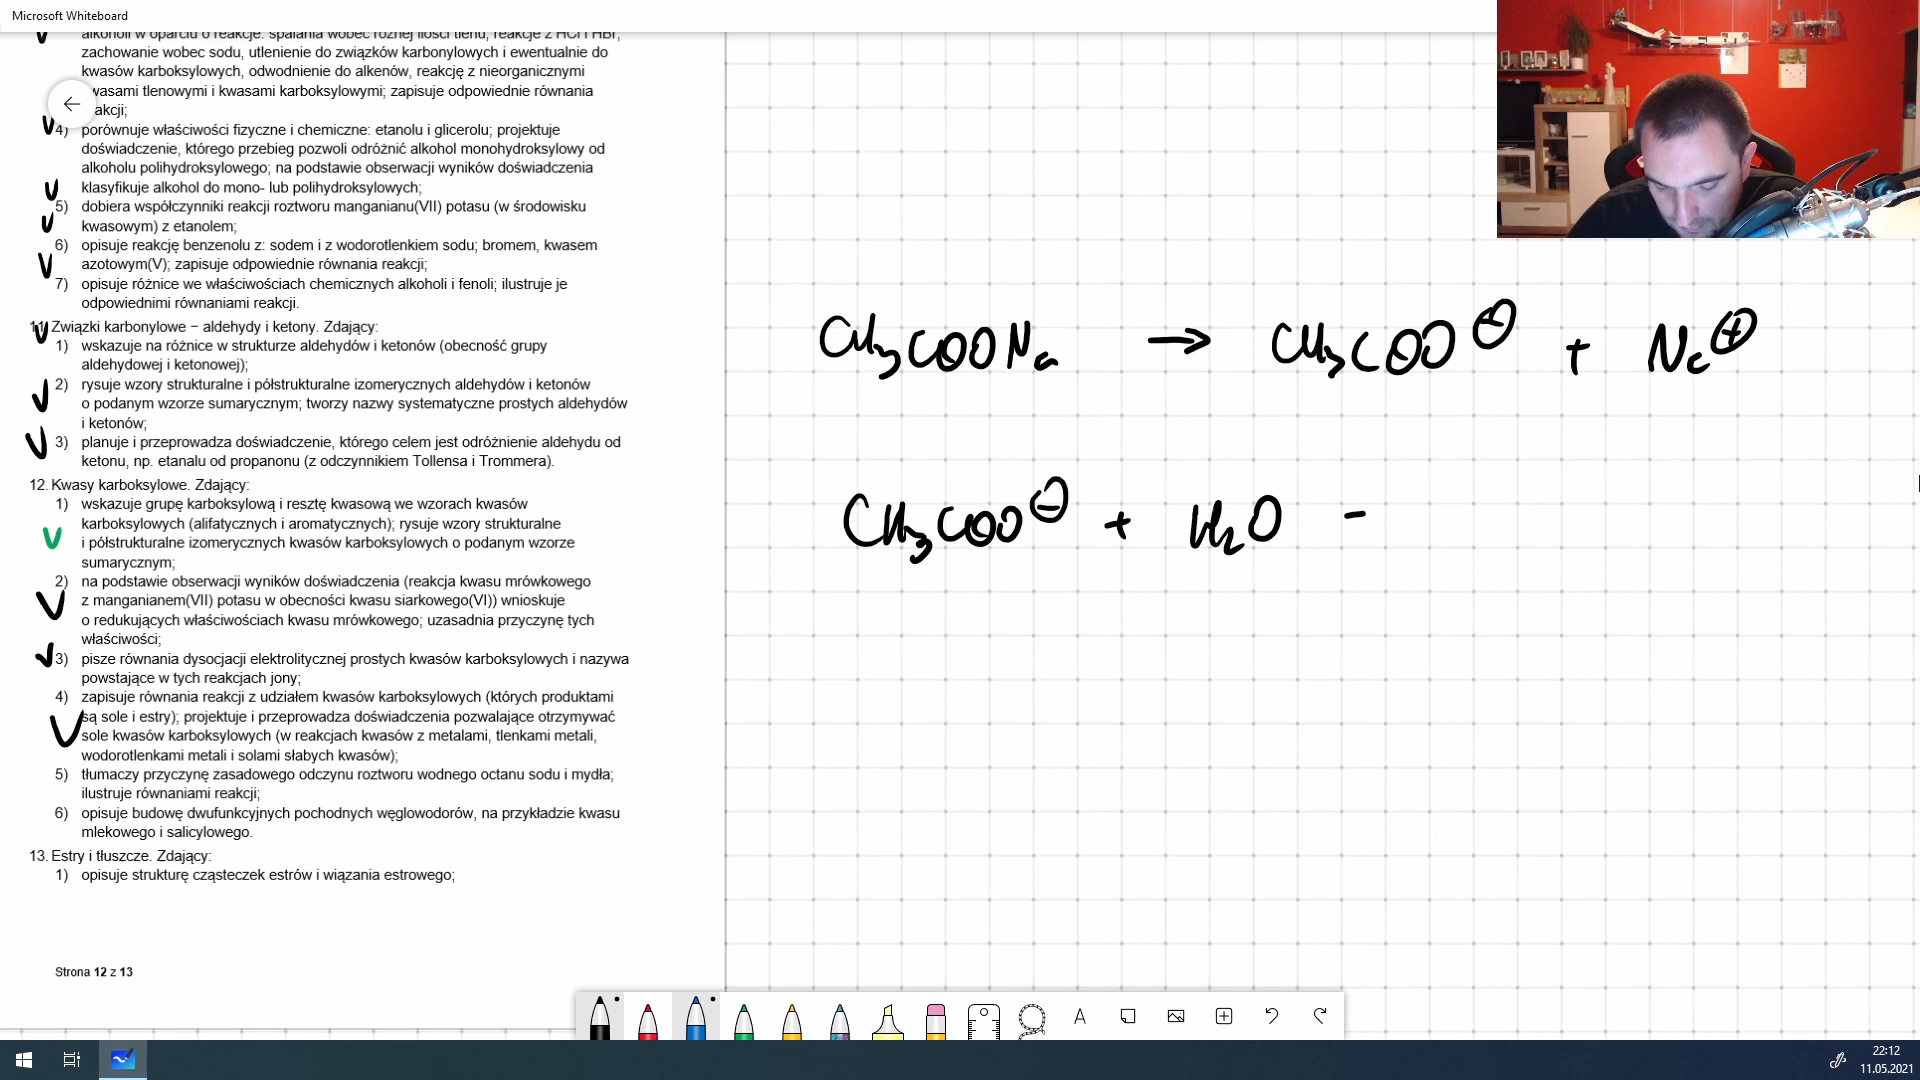 Microsoft Whiteboard
alkoholi w oparciu o reakcje: spalania wobec różnej ilości tlenu, reakcje z HCl i HBr,
zachowanie wobec sodu, utlenienie do związków karbonylowych i ewentualnie do
kwasów karboksylowych, odwodnienie do alkenów, reakcję z nieorganicznymi
wasami tlenowymi i kwasami karboksylowymi; zapisuje odpowiednie równania
akcji;
4) porównuje właściwości fizyczne i chemiczne: etanolu i glicerolu; projektuje
doświadczenie, którego przebieg pozwoli odróżnić alkohol monohydroksylowy od
alkoholu polihydroksylowego; na podstawie obserwacji wyników doświadczenia
klasyfikuje alkohol do mono- lub polihydroksylowych;
5) dobiera współczynniki reakcji roztworu manganianu(VII) potasu (w środowisku
kwasowym) z etanolem;
6) opisuje reakcję benzenolu z: sodem i z wodorotlenkiem sodu; bromem, kwasem
azotowym(V); zapisuje odpowiednie równania reakcji;
7) opisuje różnice we właściwościach chemicznych alkoholi i fenoli; ilustruje je
odpowiednimi równaniami reakcji.
11. Związki karbonylowe − aldehydy i ketony. Zdający:
1) wskazuje na różnice w strukturze aldehydów i ketonów (obecność grupy
aldehydowej i ketonowej);
2) rysuje wzory strukturalne i półstrukturalne izomerycznych aldehydów i ketonów
o podanym wzorze sumarycznym; tworzy nazwy systematyczne prostych aldehydów
i ketonów;
3) planuje i przeprowadza doświadczenie, którego celem jest odróżnienie aldehydu od
ketonu, np. etanalu od propanonu (z odczynnikiem Tollensa i Trommera).
12. Kwasy karboksylowe. Zdający:
1) wskazuje grupę karboksylową i resztę kwasową we wzorach kwasów
karboksylowych (alifatycznych i aromatycznych); rysuje wzory strukturalne
i półstrukturalne izomerycznych kwasów karboksylowych o podanym wzorze
sumarycznym;
2) na podstawie obserwacji wyników doświadczenia (reakcja kwasu mrówkowego
z manganianem(VII) potasu w obecności kwasu siarkowego(VI)) wnioskuje
o redukujących właściwościach kwasu mrówkowego; uzasadnia przyczynę tych
właściwości;
3) pisze równania dysocjacji elektrolitycznej prostych kwasów karboksylowych i nazywa
powstające w tych reakcjach jony;
4) zapisuje równania reakcji z udziałem kwasów karboksylowych (których produktami
są sole i estry); projektuje i przeprowadza doświadczenia pozwalające otrzymywać
sole kwasów karboksylowych (w reakcjach kwasów z metalami, tlenkami metali,
wodorotlenkami metali i solami słabych kwasów);
5) tłumaczy przyczynę zasadowego odczynu roztworu wodnego octanu sodu i mydła;
ilustruje równaniami reakcji;
6) opisuje budowę dwufunkcyjnych pochodnych węglowodorów, na przykładzie kwasu
mlekowego i salicylowego.
13. Estry i tłuszcze. Zdający:
1) opisuje strukturę cząsteczek estrów i wiązania estrowego;
Strona 12 z 13
CH3COONa → CH3COO⊖ + Na⊕
CH3COO⊖ + H2O -
A
22:12
11.05.2021